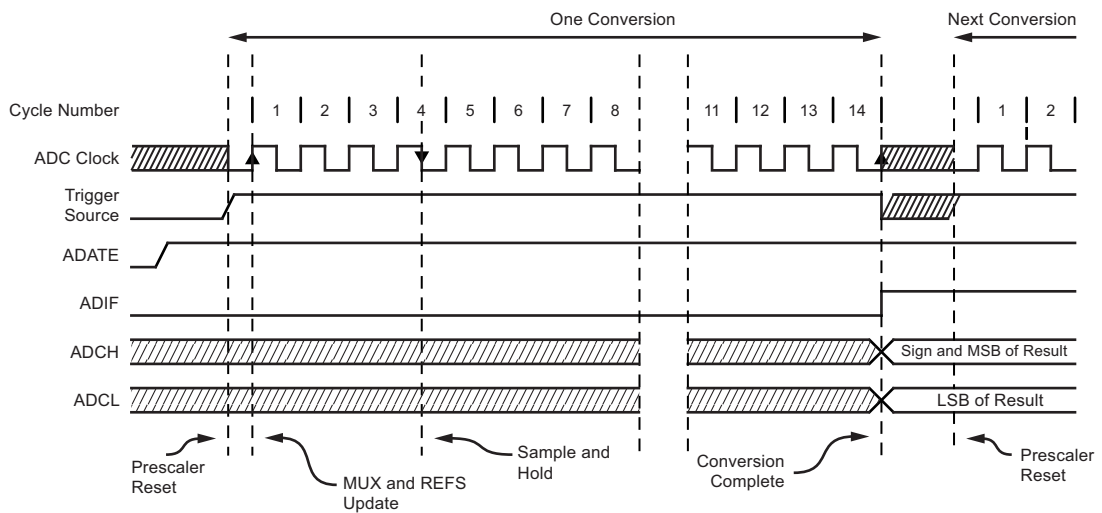 One Conversion
Next Conversion
Cycle Number
1 2 3 4 5 6 7 8 11 12 13 14 1 2
ADC Clock
Trigger
Source
ADATE
ADIF
ADCH
Sign and MSB of Result
ADCL
LSB of Result
Prescaler
Reset
MUX and REFS
Update
Sample and
Hold
Conversion
Complete
Prescaler
Reset